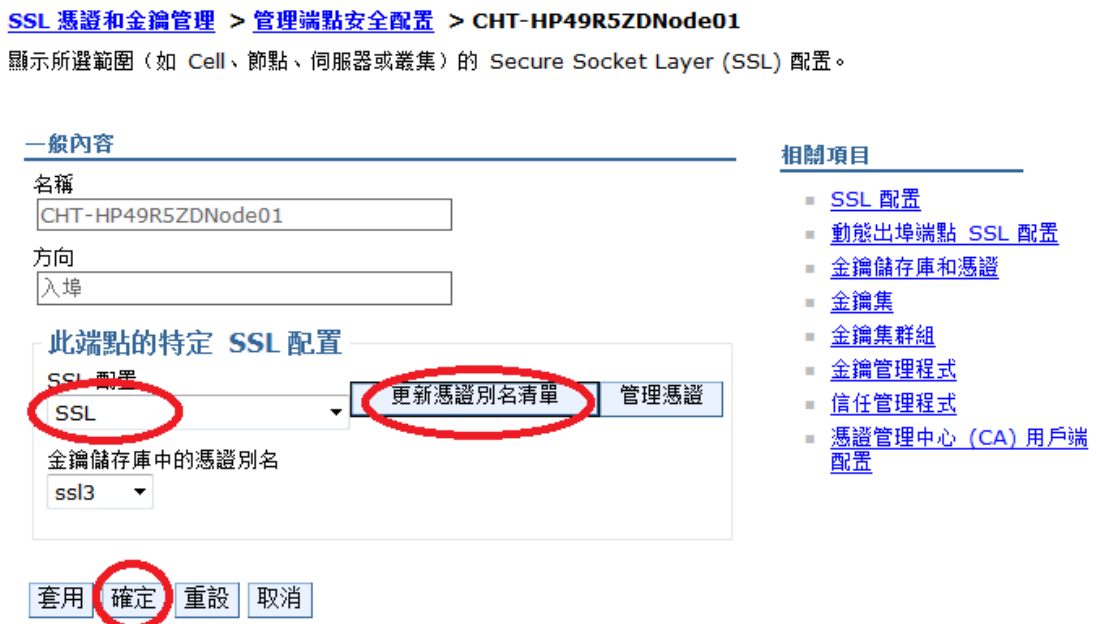 SSL 憑證和金鑰管理 > 管理端點安全配置 > CHT-HP49R5ZDNode01
顯示所選範圍（如 Cell、節點、伺服器或叢集）的 Secure Socket Layer (SSL) 配置。
一般內容
名稱
CHT-HP49R5ZDNode01
方向
入埠
此端點的特定 SSL 配置
SSL 配置
SSL
更新憑證別名清單
管理憑證
金鑰儲存庫中的憑證別名
ssl3
套用
確定
重設
取消
相關項目
SSL 配置
動態出埠端點 SSL 配置
金鑰儲存庫和憑證
金鑰集
金鑰集群組
金鑰管理程式
信任管理程式
憑證管理中心 (CA) 用戶端
配置